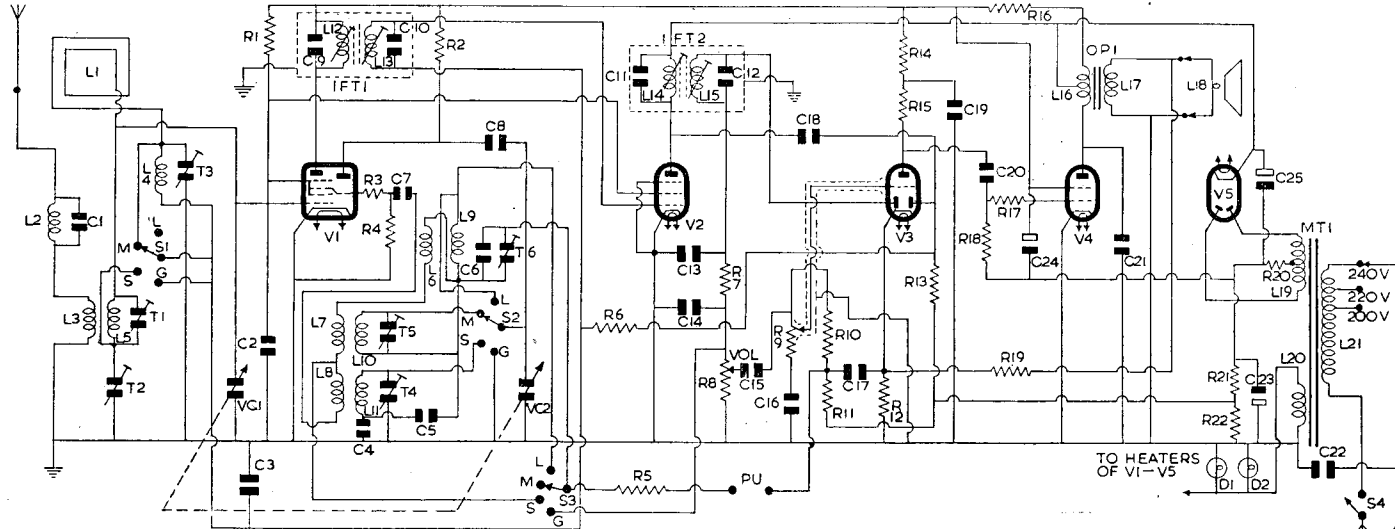 R1
L12
C9
C10
L13
IFT1
R2
IFT2
C11
L14
L15
C12
R14
R15
R16
C19
OP1
L16
L17
L18
L1
L4
T3
L2
C1
L
M
S1
S
G
L3
L5
T1
T2
C2
VC1
C3
V1
R3
C7
R4
C8
L9
L6
C6
T6
L
M
S2
S
G
L7
L8
L10
T5
L11
T4
C4
C5
VC2
V2
C13
C14
R7
C18
R6
R8
VOL
C15
C16
R9
R10
R11
C17
R12
V3
R13
C20
R17
R18
C24
V4
C21
V5
C25
MT1
R20
L19
240V
220V
200V
L21
L20
R19
R21
R22
C23
TO HEATERS
OF V1–V5
D1
D2
C22
S4
L
M
S3
S
G
R5
PU